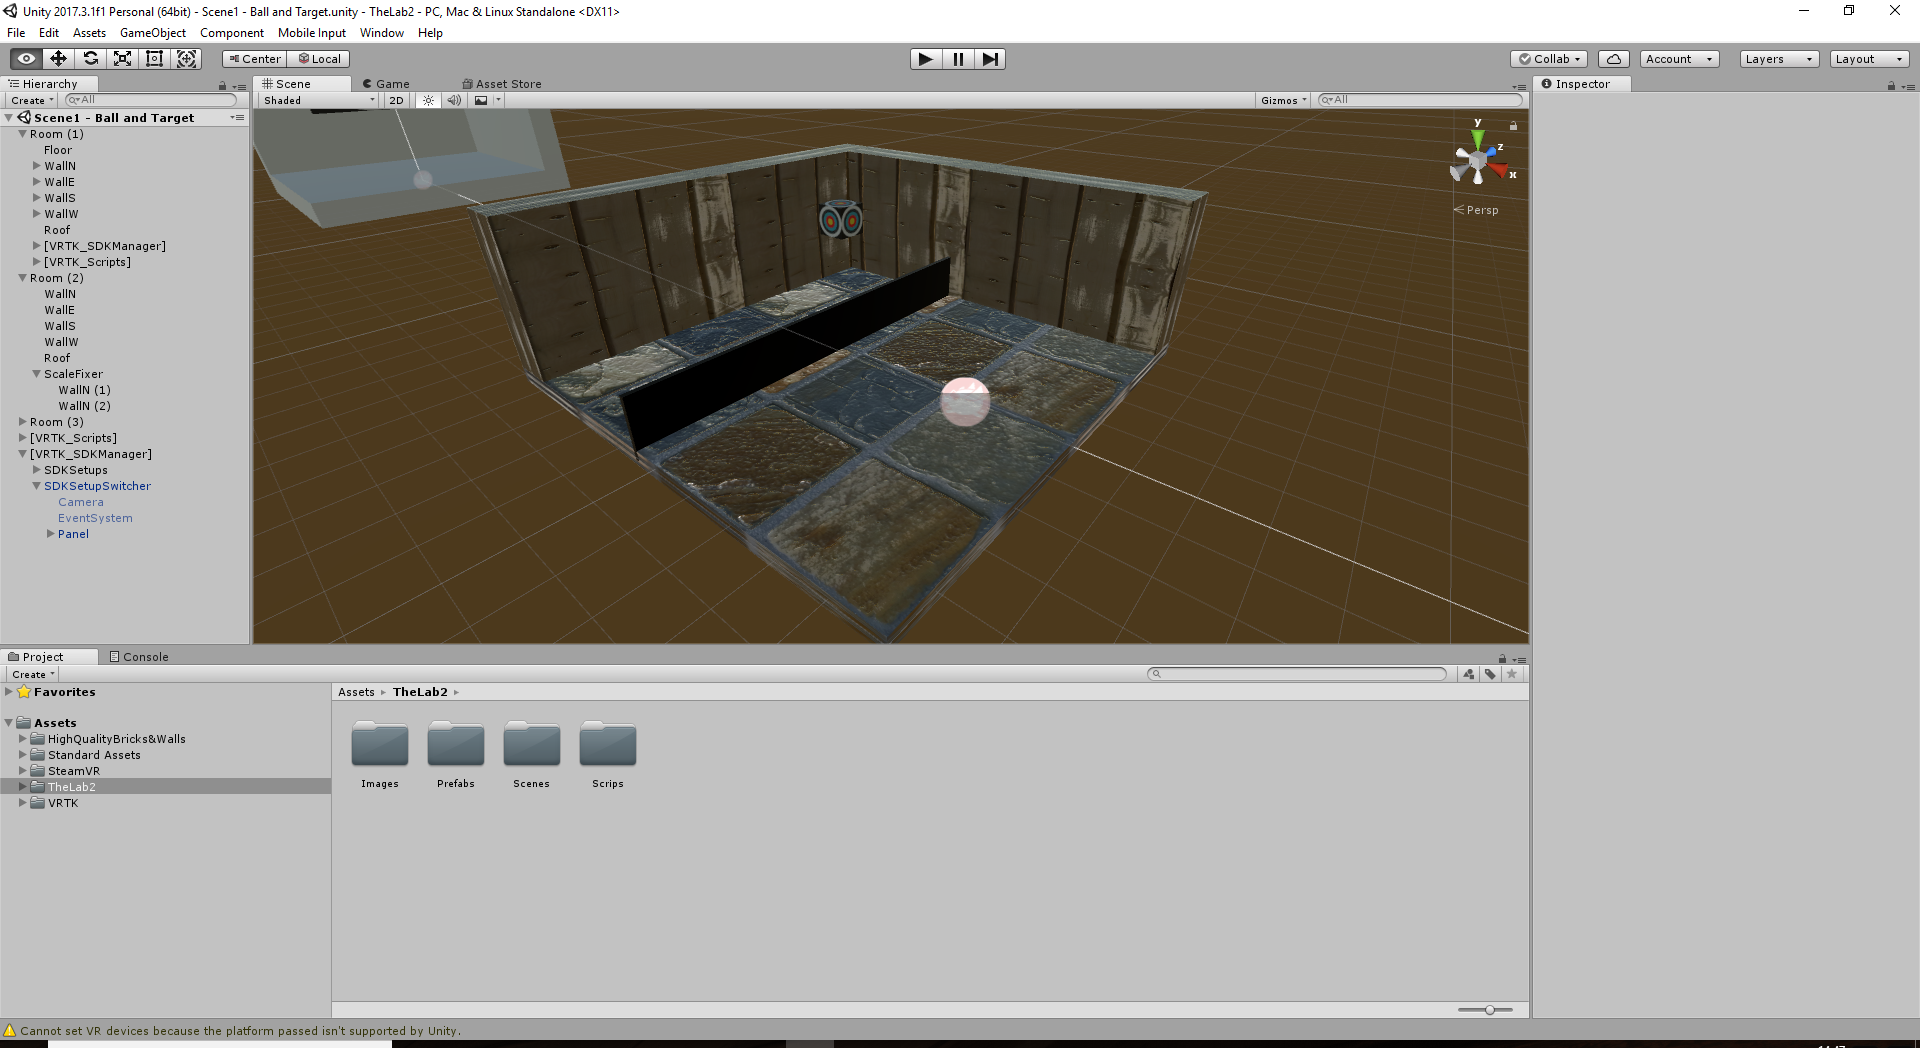 Unity 2017.3.1f1 Personal (64bit) - Scene1 - Ball and Target.unity - TheLab2 - PC, Mac & Linux Standalone <DX11>
File Edit Assets GameObject Component Mobile Input Window Help
Center Local
Collab Account Layers Layout
Hierarchy
Create All
Scene1 - Ball and Target
Room (1)
Floor
WallN
WallE
WallS
WallW
Roof
[VRTK_SDKManager]
[VRTK_Scripts]
Room (2)
WallN
WallE
WallS
WallW
Roof
ScaleFixer
WallN (1)
WallN (2)
Room (3)
[VRTK_Scripts]
[VRTK_SDKManager]
SDKSetups
SDKSetupSwitcher
Camera
EventSystem
Panel
Scene Game Asset Store
Shaded 2D Gizmos All
y
z
x
Persp
Inspector
Project Console
Create
Favorites
Assets
HighQualityBricks&Walls
Standard Assets
SteamVR
TheLab2
VRTK
Assets TheLab2
Images Prefabs Scenes Scrips
Cannot set VR devices because the platform passed isn't supported by Unity.